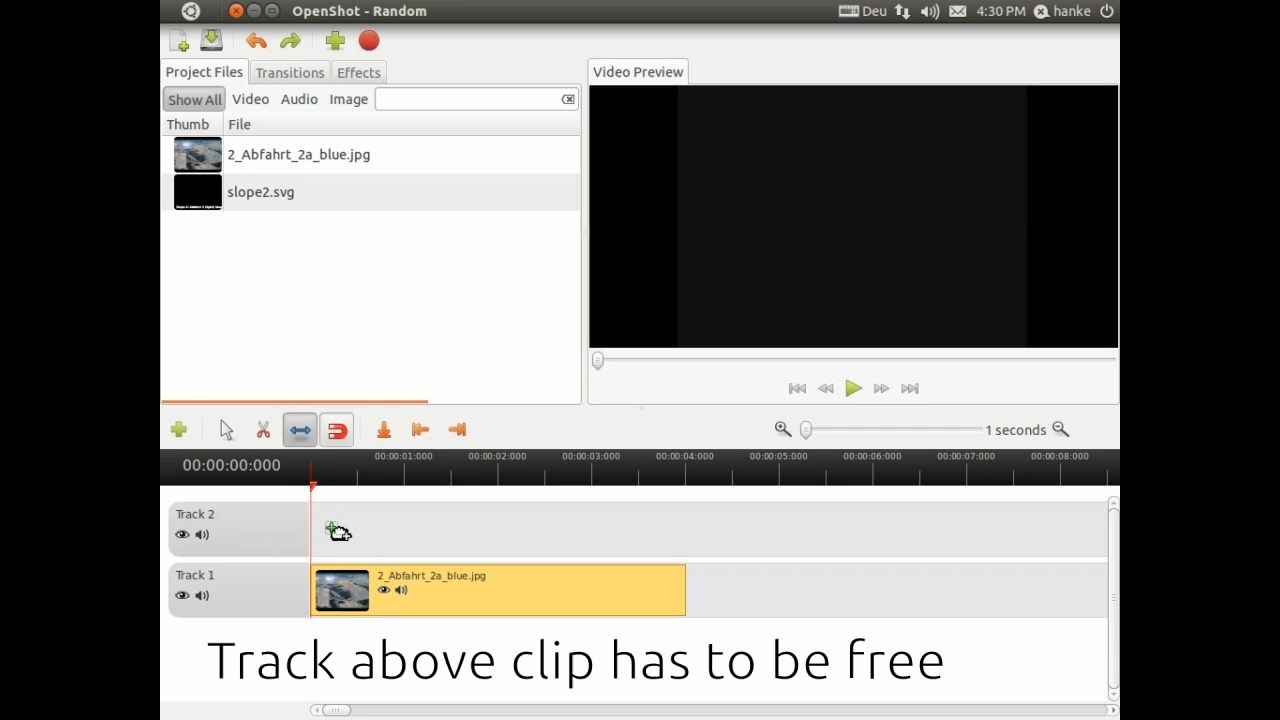 OpenShot - Random
Deu
4:30 PM
hanke
Project Files
Transitions
Effects
Video Preview
Show All
Video
Audio
Image
Thumb
File
2_Abfahrt_2a_blue.jpg
slope2.svg
1 seconds
00:00:00:000
00:00:01:000
00:00:02:000
00:00:03:000
00:00:04:000
00:00:05:000
00:00:06:000
00:00:07:000
00:00:08:000
Track 2
Track 1
2_Abfahrt_2a_blue.jpg
Track above clip has to be free